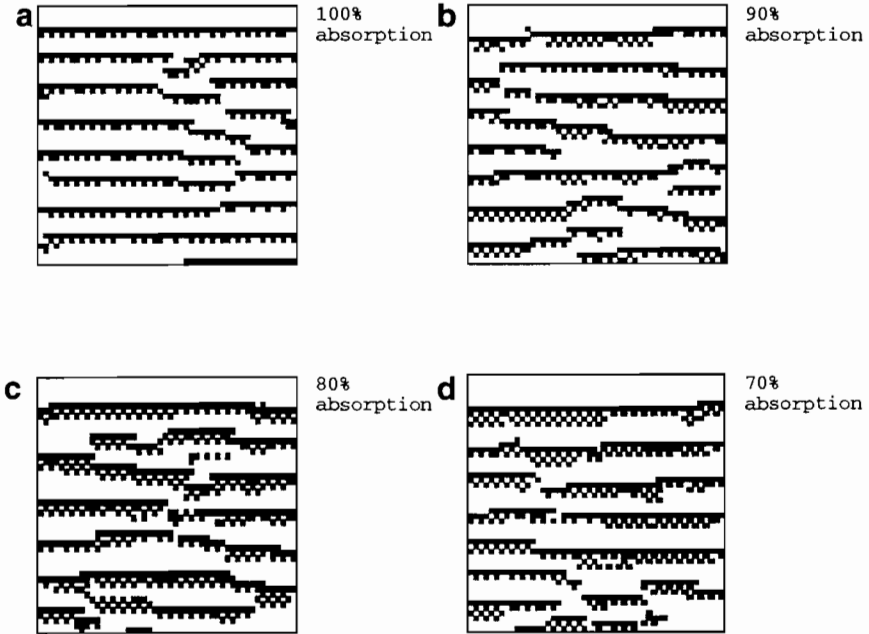 a
100%
absorption
b
90%
absorption
c
80%
absorption
d
70%
absorption